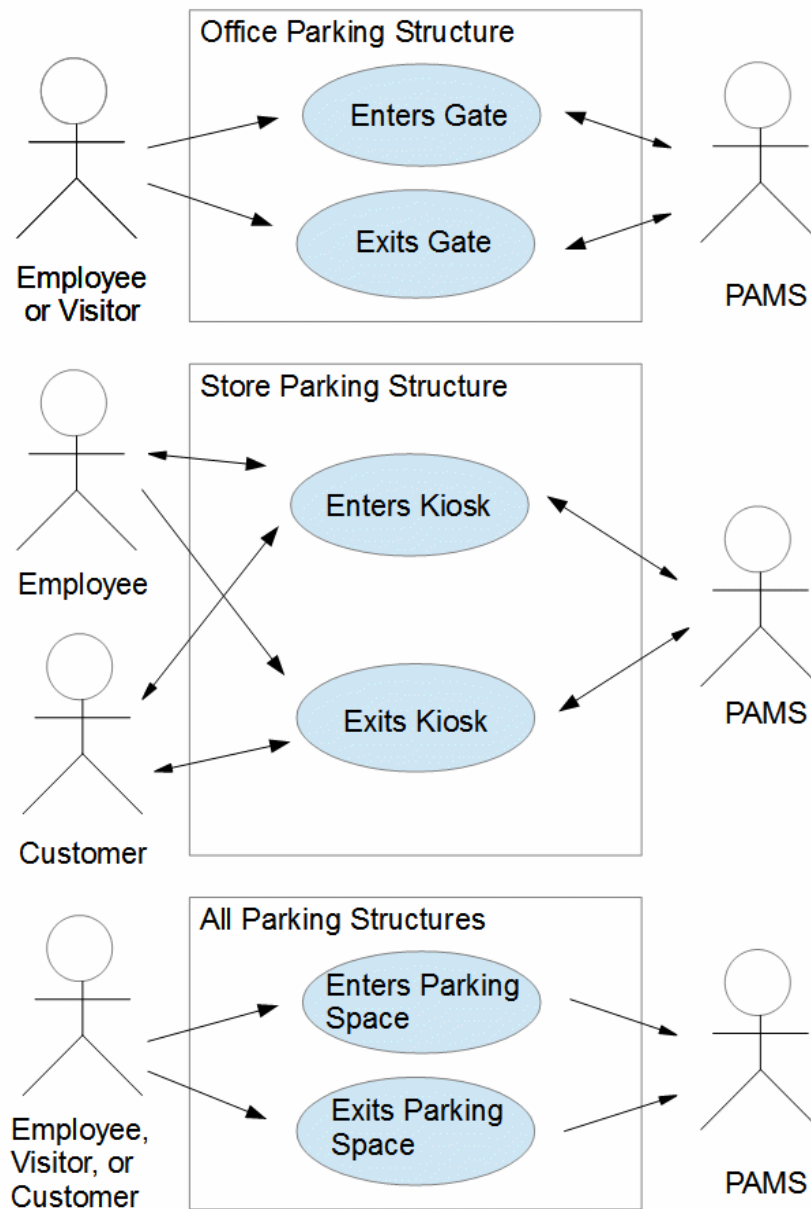 Office Parking Structure
Enters Gate
Exits Gate
Employee
or Visitor
PAMS
Store Parking Structure
Enters Kiosk
Employee
Exits Kiosk
PAMS
Customer
All Parking Structures
Enters Parking
Space
Exits Parking
Space
Employee,
Visitor, or
Customer
PAMS